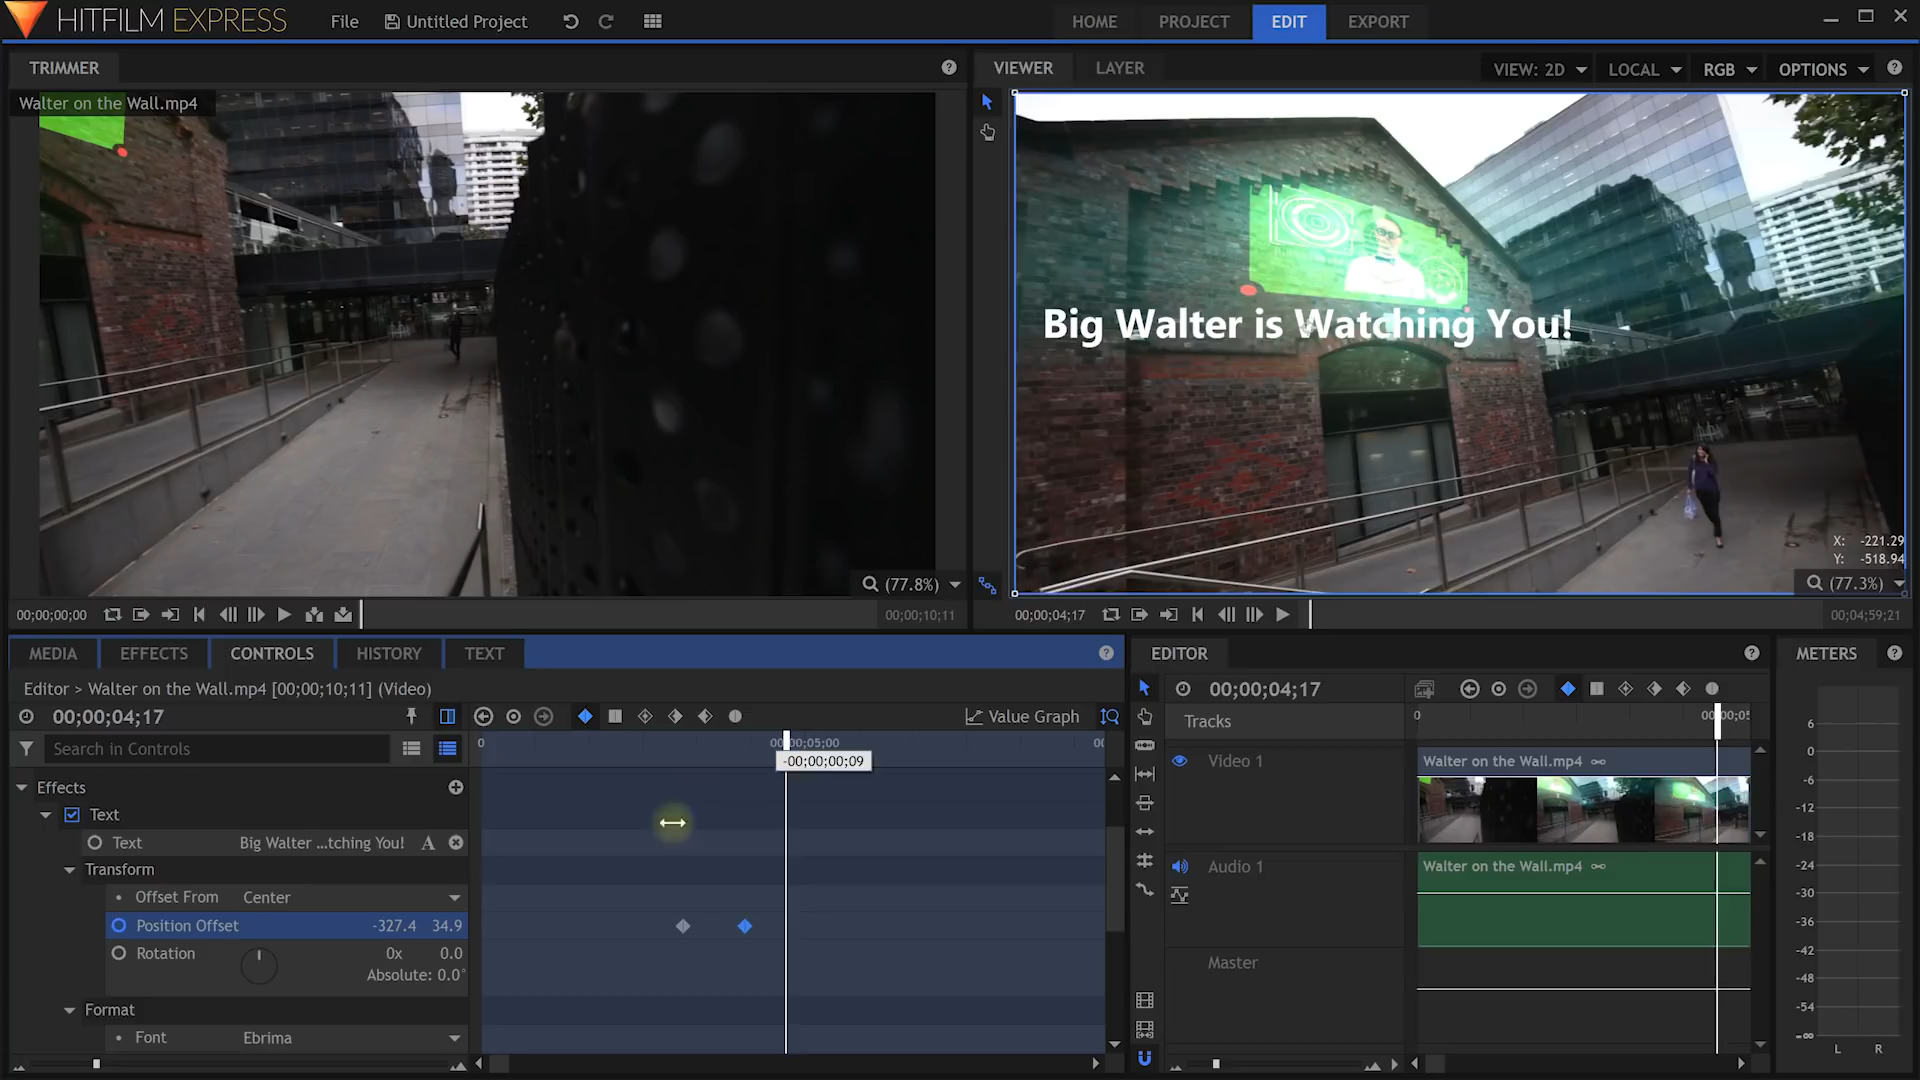 HITFILM EXPRESS
File
Untitled Project
HOME
PROJECT
EDIT
EXPORT
TRIMMER
Walter on the Wall.mp4
VIEWER
LAYER
VIEW: 2D
LOCAL
RGB
OPTIONS
Big Walter is Watching You!
X: -221.29
Y: -518.94
(77.8%)
(77.3%)
00;00;00;00
00;00;10;11
00;00;04;17
00;04;59;21
MEDIA
EFFECTS
CONTROLS
HISTORY
TEXT
Editor > Walter on the Wall.mp4 [00;00;10;11] (Video)
00;00;04;17
Value Graph
Search in Controls
0
00;00;05;00
00
-00;00;00;09
Effects
Text
Text
Big Walter ...tching You!
A
Transform
Offset From
Center
Position Offset
-327.4 34.9
Rotation
0x 0.0
Absolute: 0.0°
Format
Font
Ebrima
EDITOR
00;00;04;17
Tracks
0
00;00;05
Video 1
Walter on the Wall.mp4
Audio 1
Walter on the Wall.mp4
Master
METERS
6
0
-6
-12
-18
-24
-30
-36
-42
-48
-54
-∞
L R